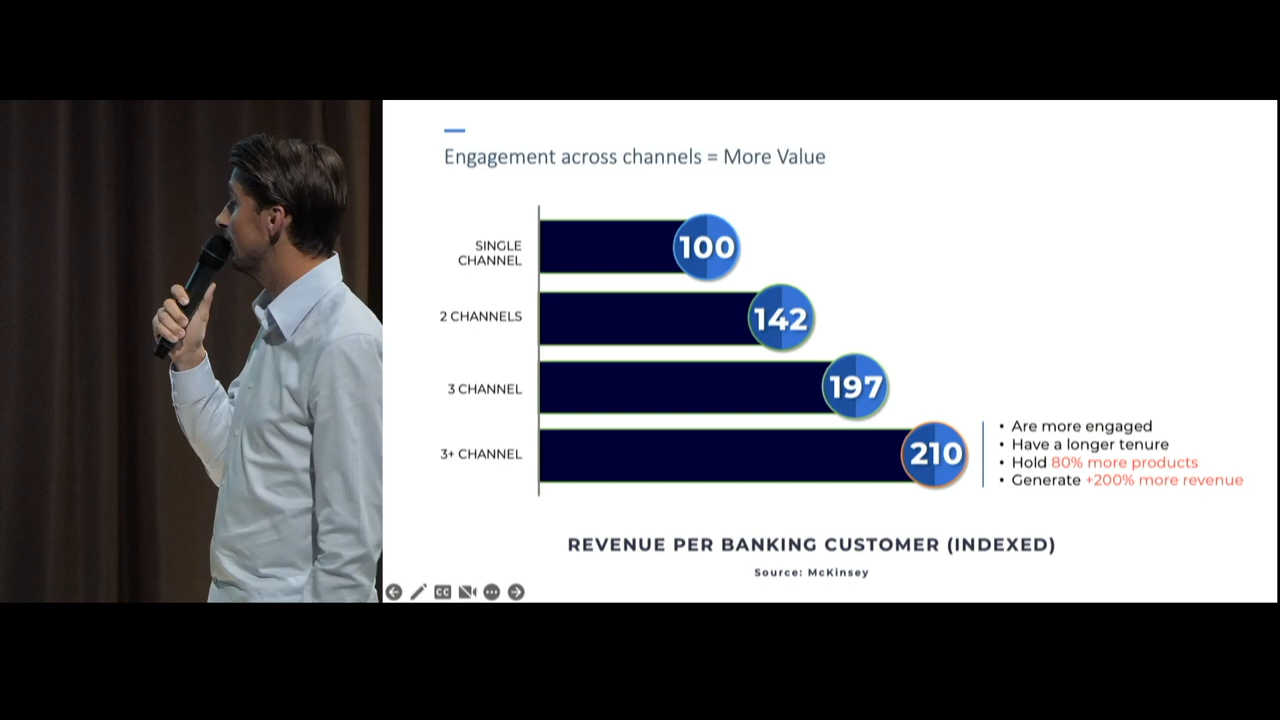 Engagement across channels = More Value
SINGLE
CHANNEL
100
2 CHANNELS
142
3 CHANNEL
197
3+ CHANNEL
210
• Are more engaged
• Have a longer tenure
• Hold 80% more products
• Generate +200% more revenue
REVENUE PER BANKING CUSTOMER (INDEXED)
Source: McKinsey
CC